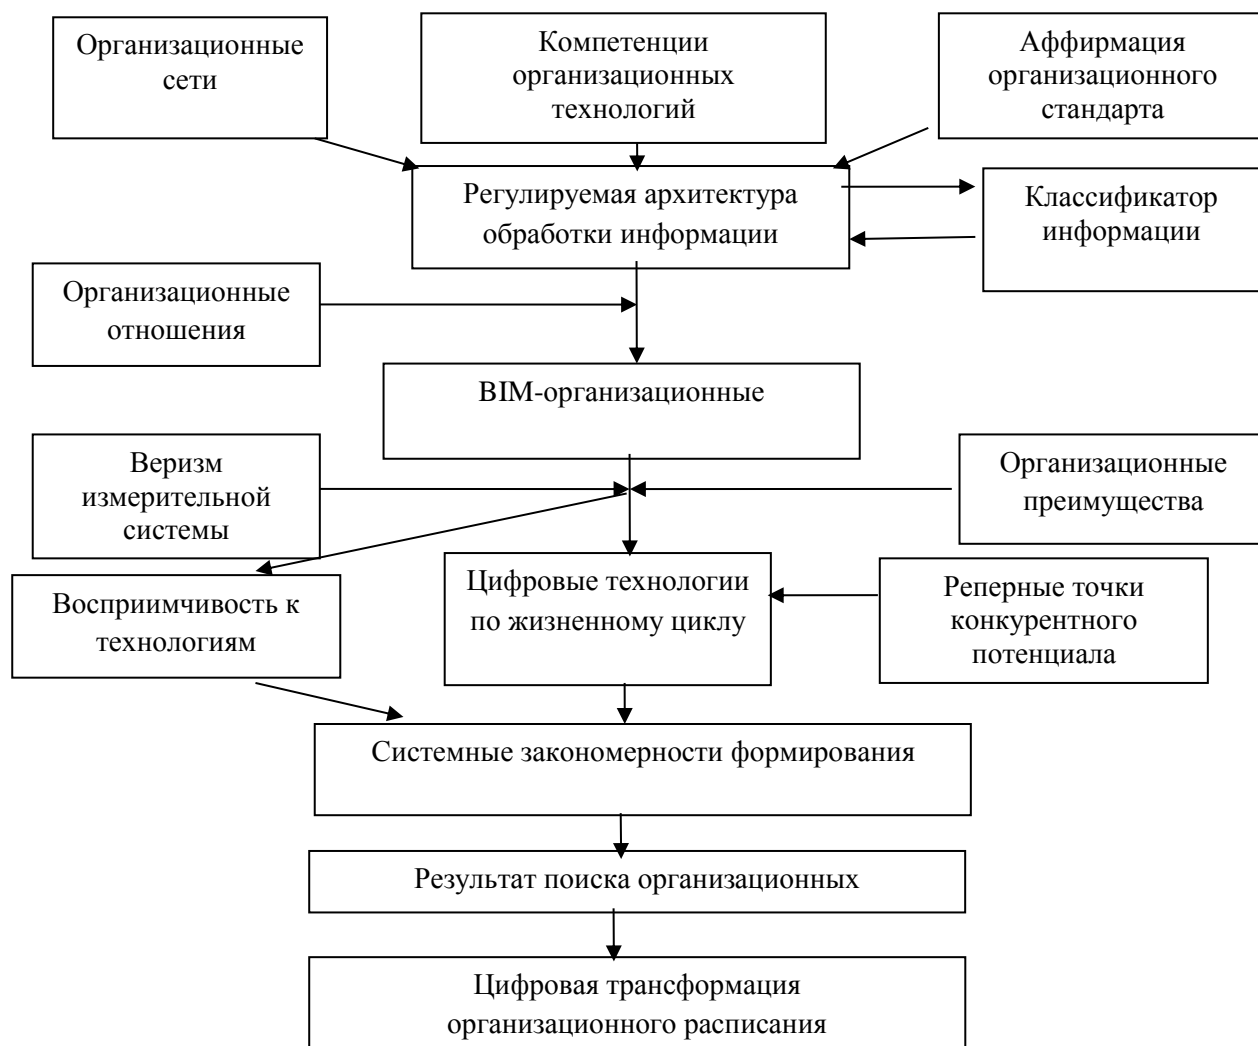 Организационные
сети
Компетенции
организационных
технологий
Аффирмация
организационного
стандарта
Регулируемая архитектура
обработки информации
Классификатор
информации
Организационные
отношения
BIM-организационные
Веризм
измерительной
системы
Организационные
преимущества
Восприимчивость к
технологиям
Цифровые технологии
по жизненному циклу
Реперные точки
конкурентного
потенциала
Системные закономерности формирования
Результат поиска организационных
Цифровая трансформация
организационного расписания